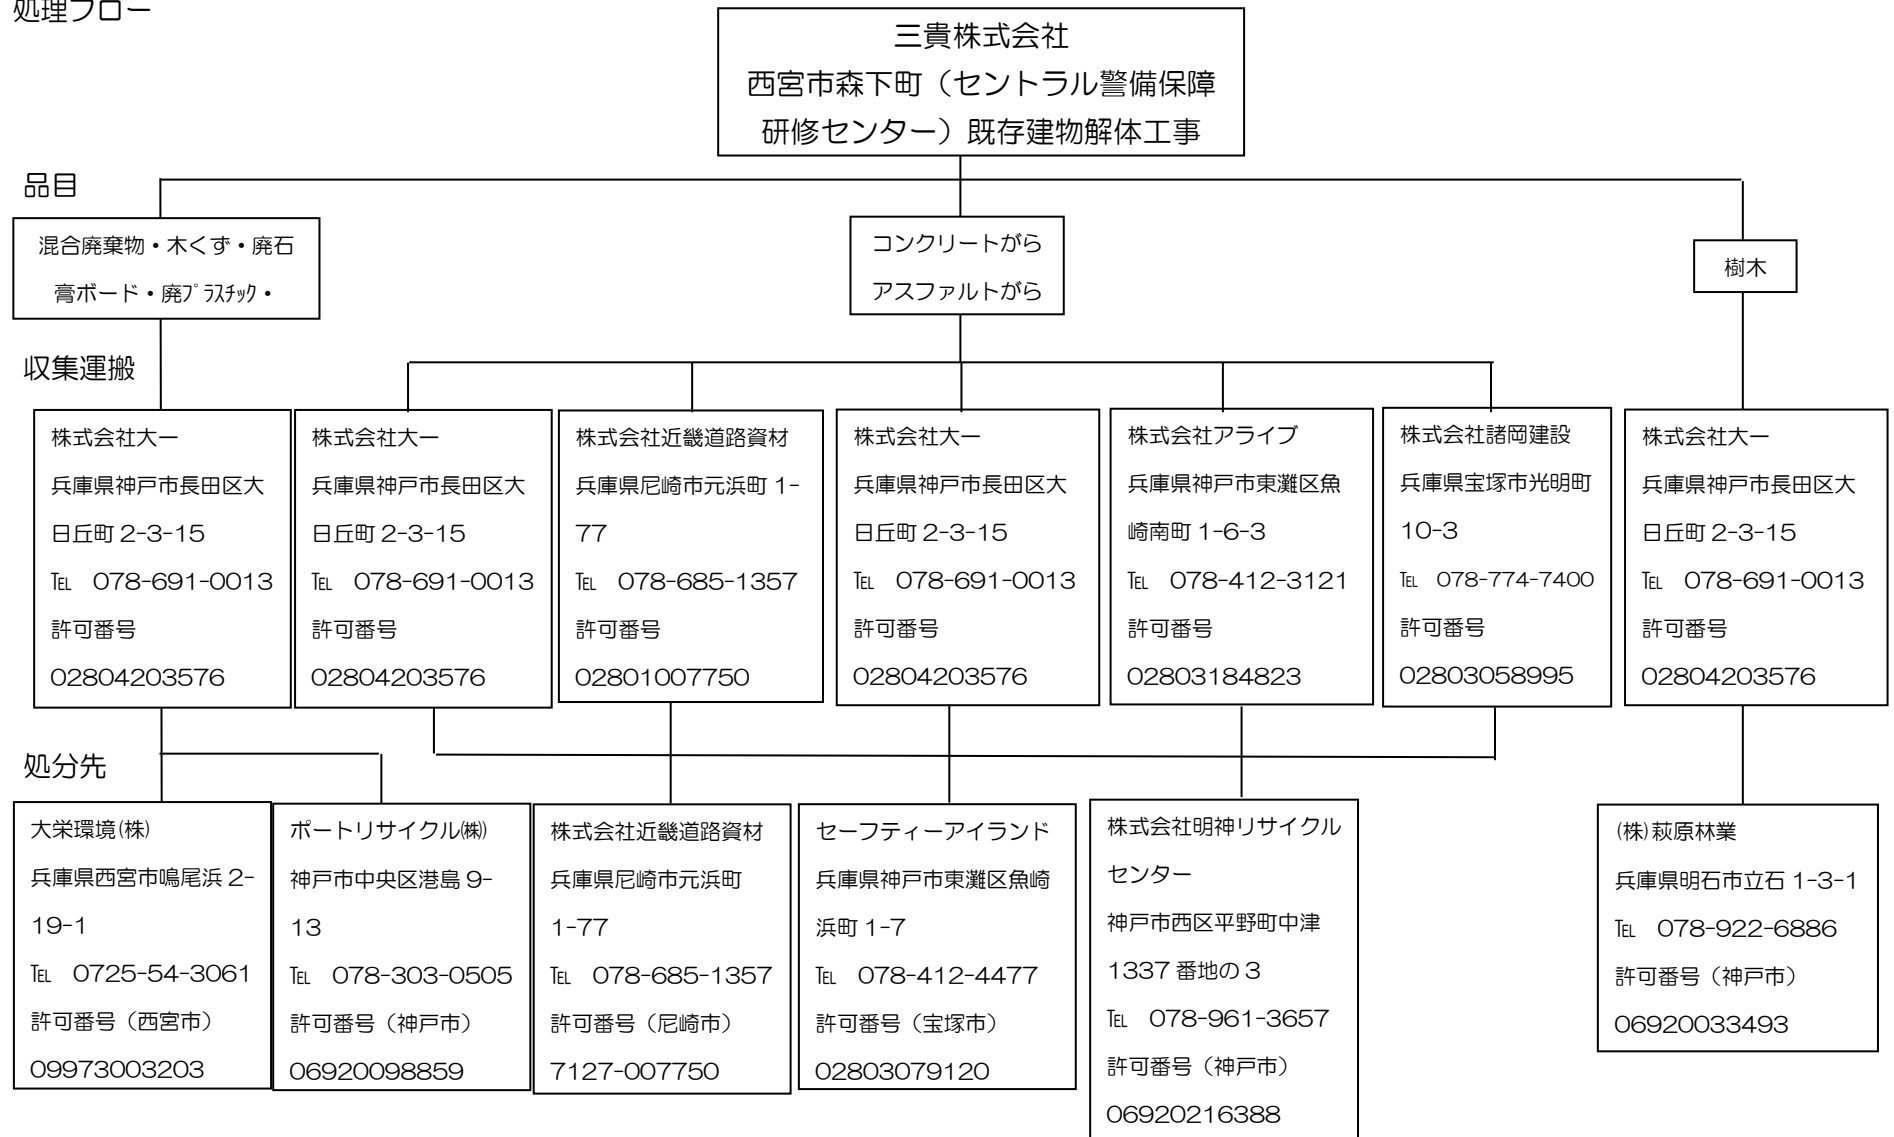 処理フロー
三貴株式会社
西宮市森下町（セントラル警備保障
研修センター）既存建物解体工事
品目
混合廃棄物・木くず・廃石
膏ボード・廃ﾌﾟﾗｽﾁｯｸ・
コンクリートがら
アスファルトがら
樹木
収集運搬
株式会社大一
兵庫県神戸市長田区大
日丘町 2-3-15
℡ 078-691-0013
許可番号
02804203576
株式会社大一
兵庫県神戸市長田区大
日丘町 2-3-15
℡ 078-691-0013
許可番号
02804203576
株式会社近畿道路資材
兵庫県尼崎市元浜町 1-
77
℡ 078-685-1357
許可番号
02801007750
株式会社大一
兵庫県神戸市長田区大
日丘町 2-3-15
℡ 078-691-0013
許可番号
02804203576
株式会社アライブ
兵庫県神戸市東灘区魚
崎南町 1-6-3
℡ 078-412-3121
許可番号
02803184823
株式会社諸岡建設
兵庫県宝塚市光明町
10-3
℡ 078-774-7400
許可番号
02803058995
株式会社大一
兵庫県神戸市長田区大
日丘町 2-3-15
℡ 078-691-0013
許可番号
02804203576
処分先
大栄環境(株)
兵庫県西宮市鳴尾浜 2-
19-1
℡ 0725-54-3061
許可番号（西宮市）
09973003203
ポートリサイクル㈱)
神戸市中央区港島 9-
13
℡ 078-303-0505
許可番号（神戸市）
06920098859
株式会社近畿道路資材
兵庫県尼崎市元浜町
1-77
℡ 078-685-1357
許可番号（尼崎市）
7127-007750
セーフティーアイランド
兵庫県神戸市東灘区魚崎
浜町 1-7
℡ 078-412-4477
許可番号（宝塚市）
02803079120
株式会社明神リサイクル
センター
神戸市西区平野町中津
1337 番地の 3
℡ 078-961-3657
許可番号（神戸市）
06920216388
(株)萩原林業
兵庫県明石市立石 1-3-1
℡ 078-922-6886
許可番号（神戸市）
06920033493